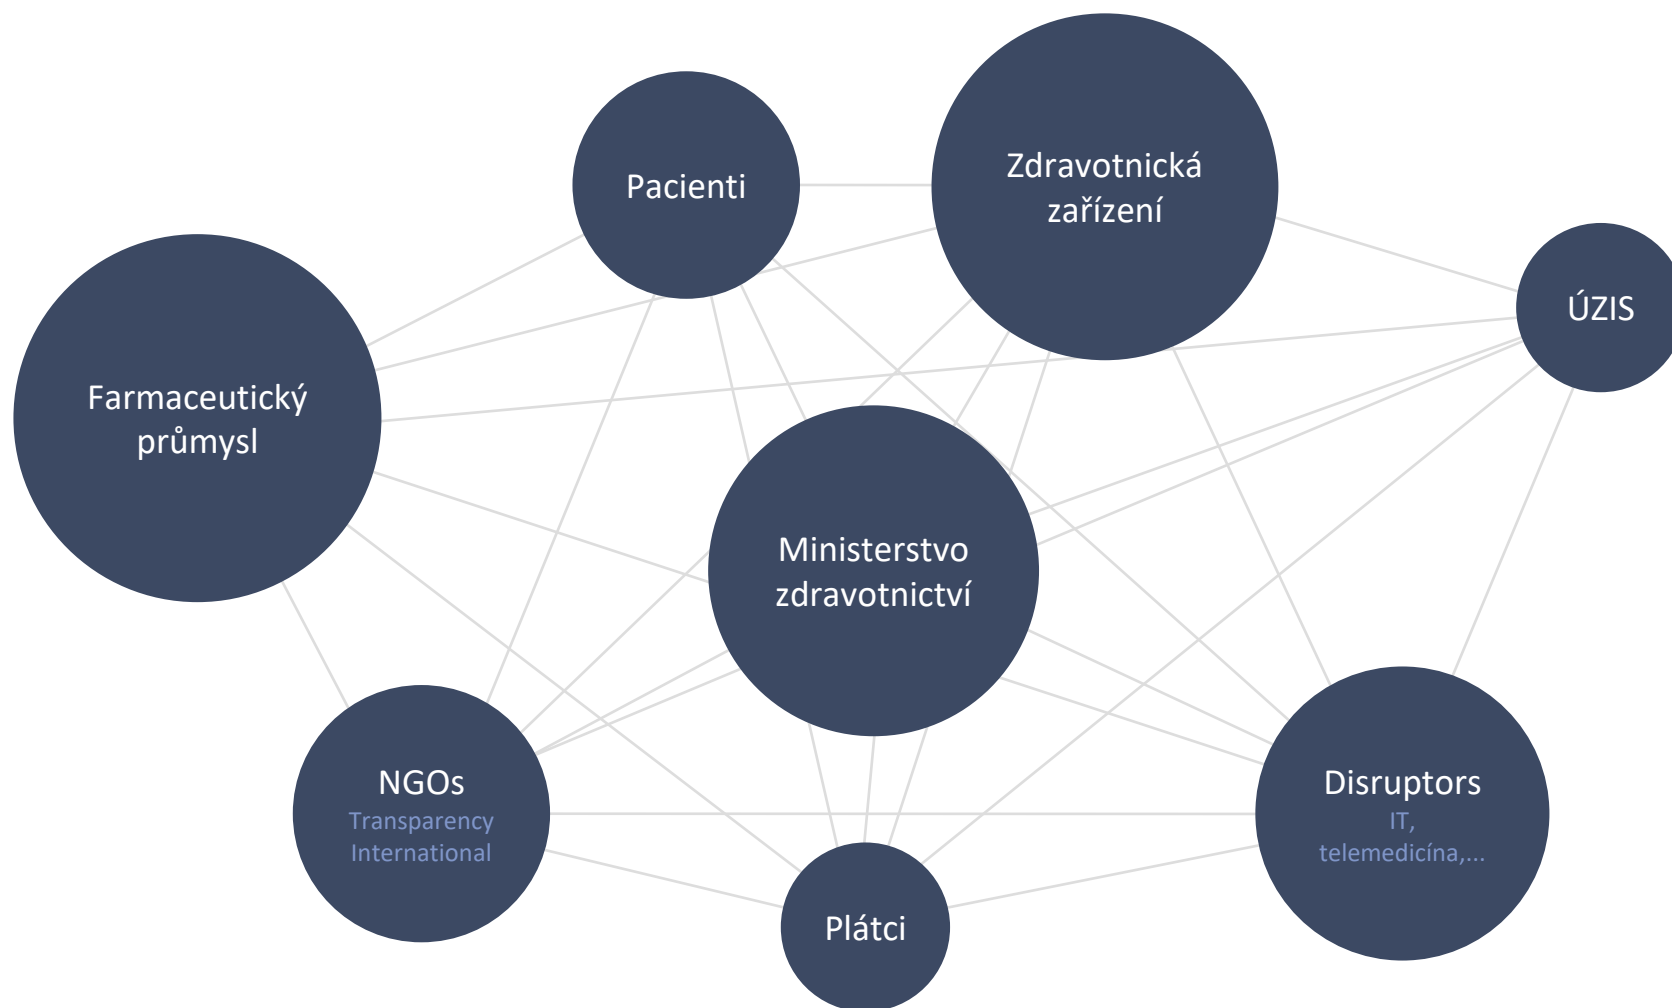 Pacienti
Zdravotnická
zařízení
ÚZIS
Farmaceutický
průmysl
Ministerstvo
zdravotnictví
NGOs
Transparency
International
Disruptors
IT,
telemedicína,...
Plátci